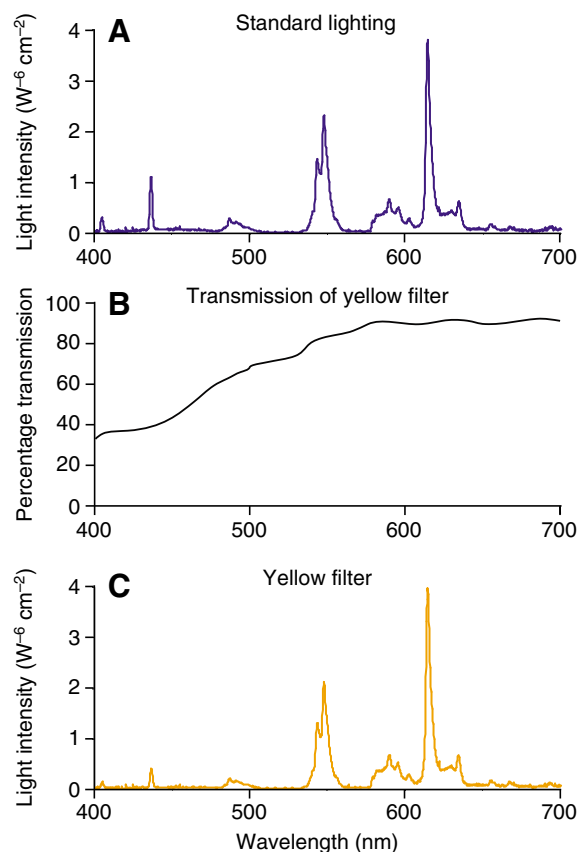 A
Standard lighting
Light intensity (W⁻⁶ cm⁻²)
4
3
2
1
0
400 500 600 700
B
Transmission of yellow filter
Percentage transmission
100
80
60
40
20
0
400 500 600 700
C
Yellow filter
Light intensity (W⁻⁶ cm⁻²)
4
3
2
1
0
400 500 600 700
Wavelength (nm)